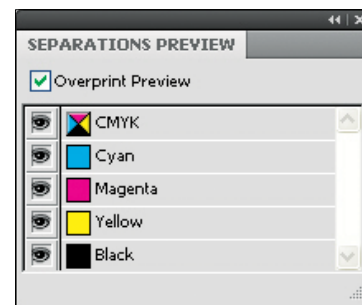 SEPARATIONS PREVIEW
Overprint Preview
CMYK
Cyan
Magenta
Yellow
Black